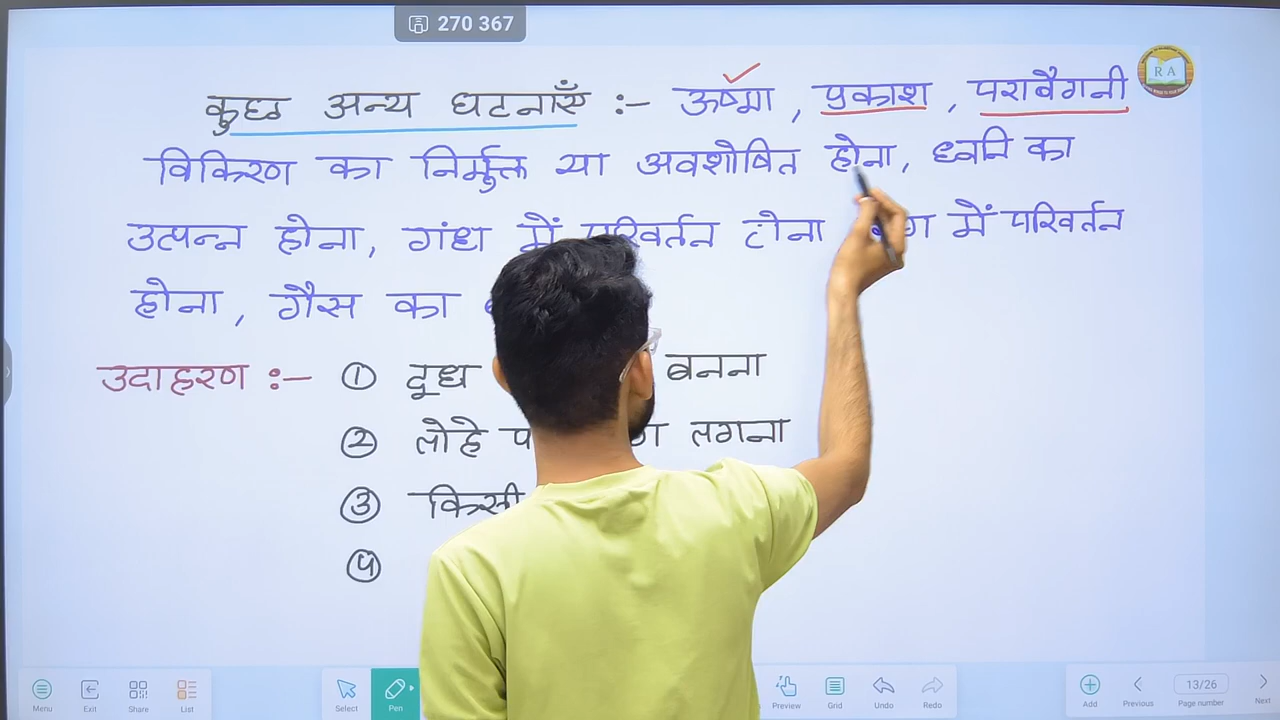 270 367
कुछ अन्य घटनाएँ :- ऊष्मा , प्रकाश , पराबैगनी
RA
विकिरण का निर्मुक्त या अवशोषित होना, ध्वनि का
उत्पन्न होना, गंध में परिवर्तन होना में परिवर्तन
होना, गैस का
उदाहरण :- ① दूध बनना
② लोहे लगना
③ किसी
④
Menu Exit Share List Select Pen Preview Grid Undo Redo Add Previous 13/26 Page number Next